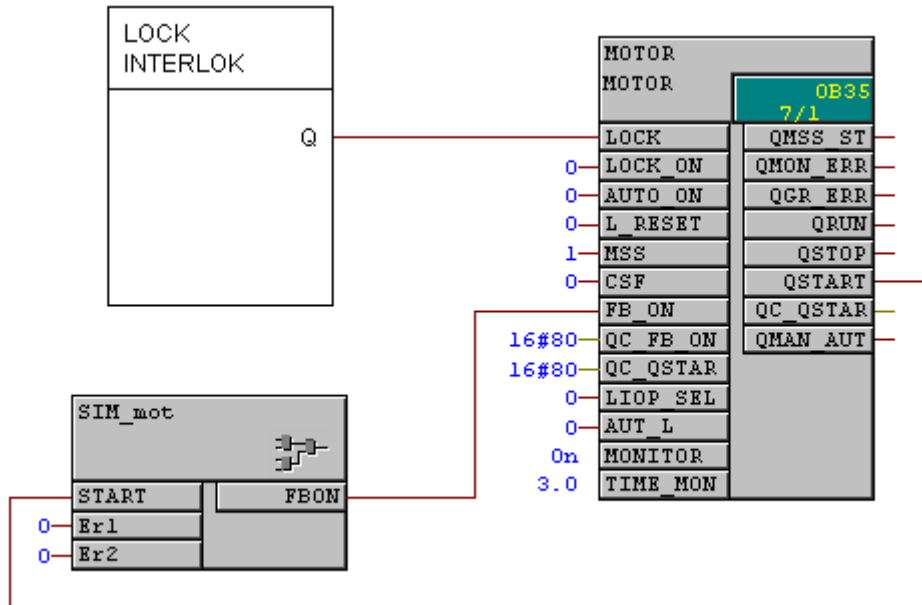 LOCK
INTERLOK
Q
MOTOR
MOTOR
OB35
7/1
LOCK QMSS_ST
0 LOCK_ON QMON_ERR
0 AUTO_ON QGR_ERR
0 L_RESET QRUN
1 MSS QSTOP
0 CSF QSTART
FB_ON QC_QSTAR
16#80 QC_FB_ON QMAN_AUT
16#80 QC_QSTAR
0 LIOP_SEL
0 AUT_L
On MONITOR
3.0 TIME_MON
SIM_mot
START FBON
0 Er1
0 Er2